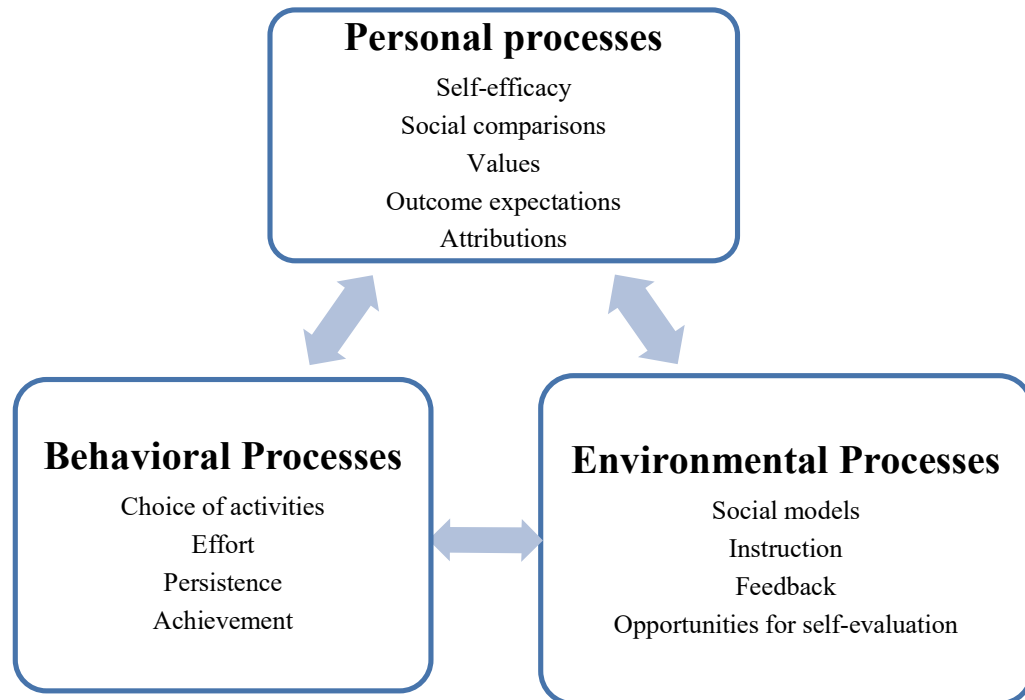 Personal processes
Self-efficacy
Social comparisons
Values
Outcome expectations
Attributions
Behavioral Processes
Choice of activities
Effort
Persistence
Achievement
Environmental Processes
Social models
Instruction
Feedback
Opportunities for self-evaluation